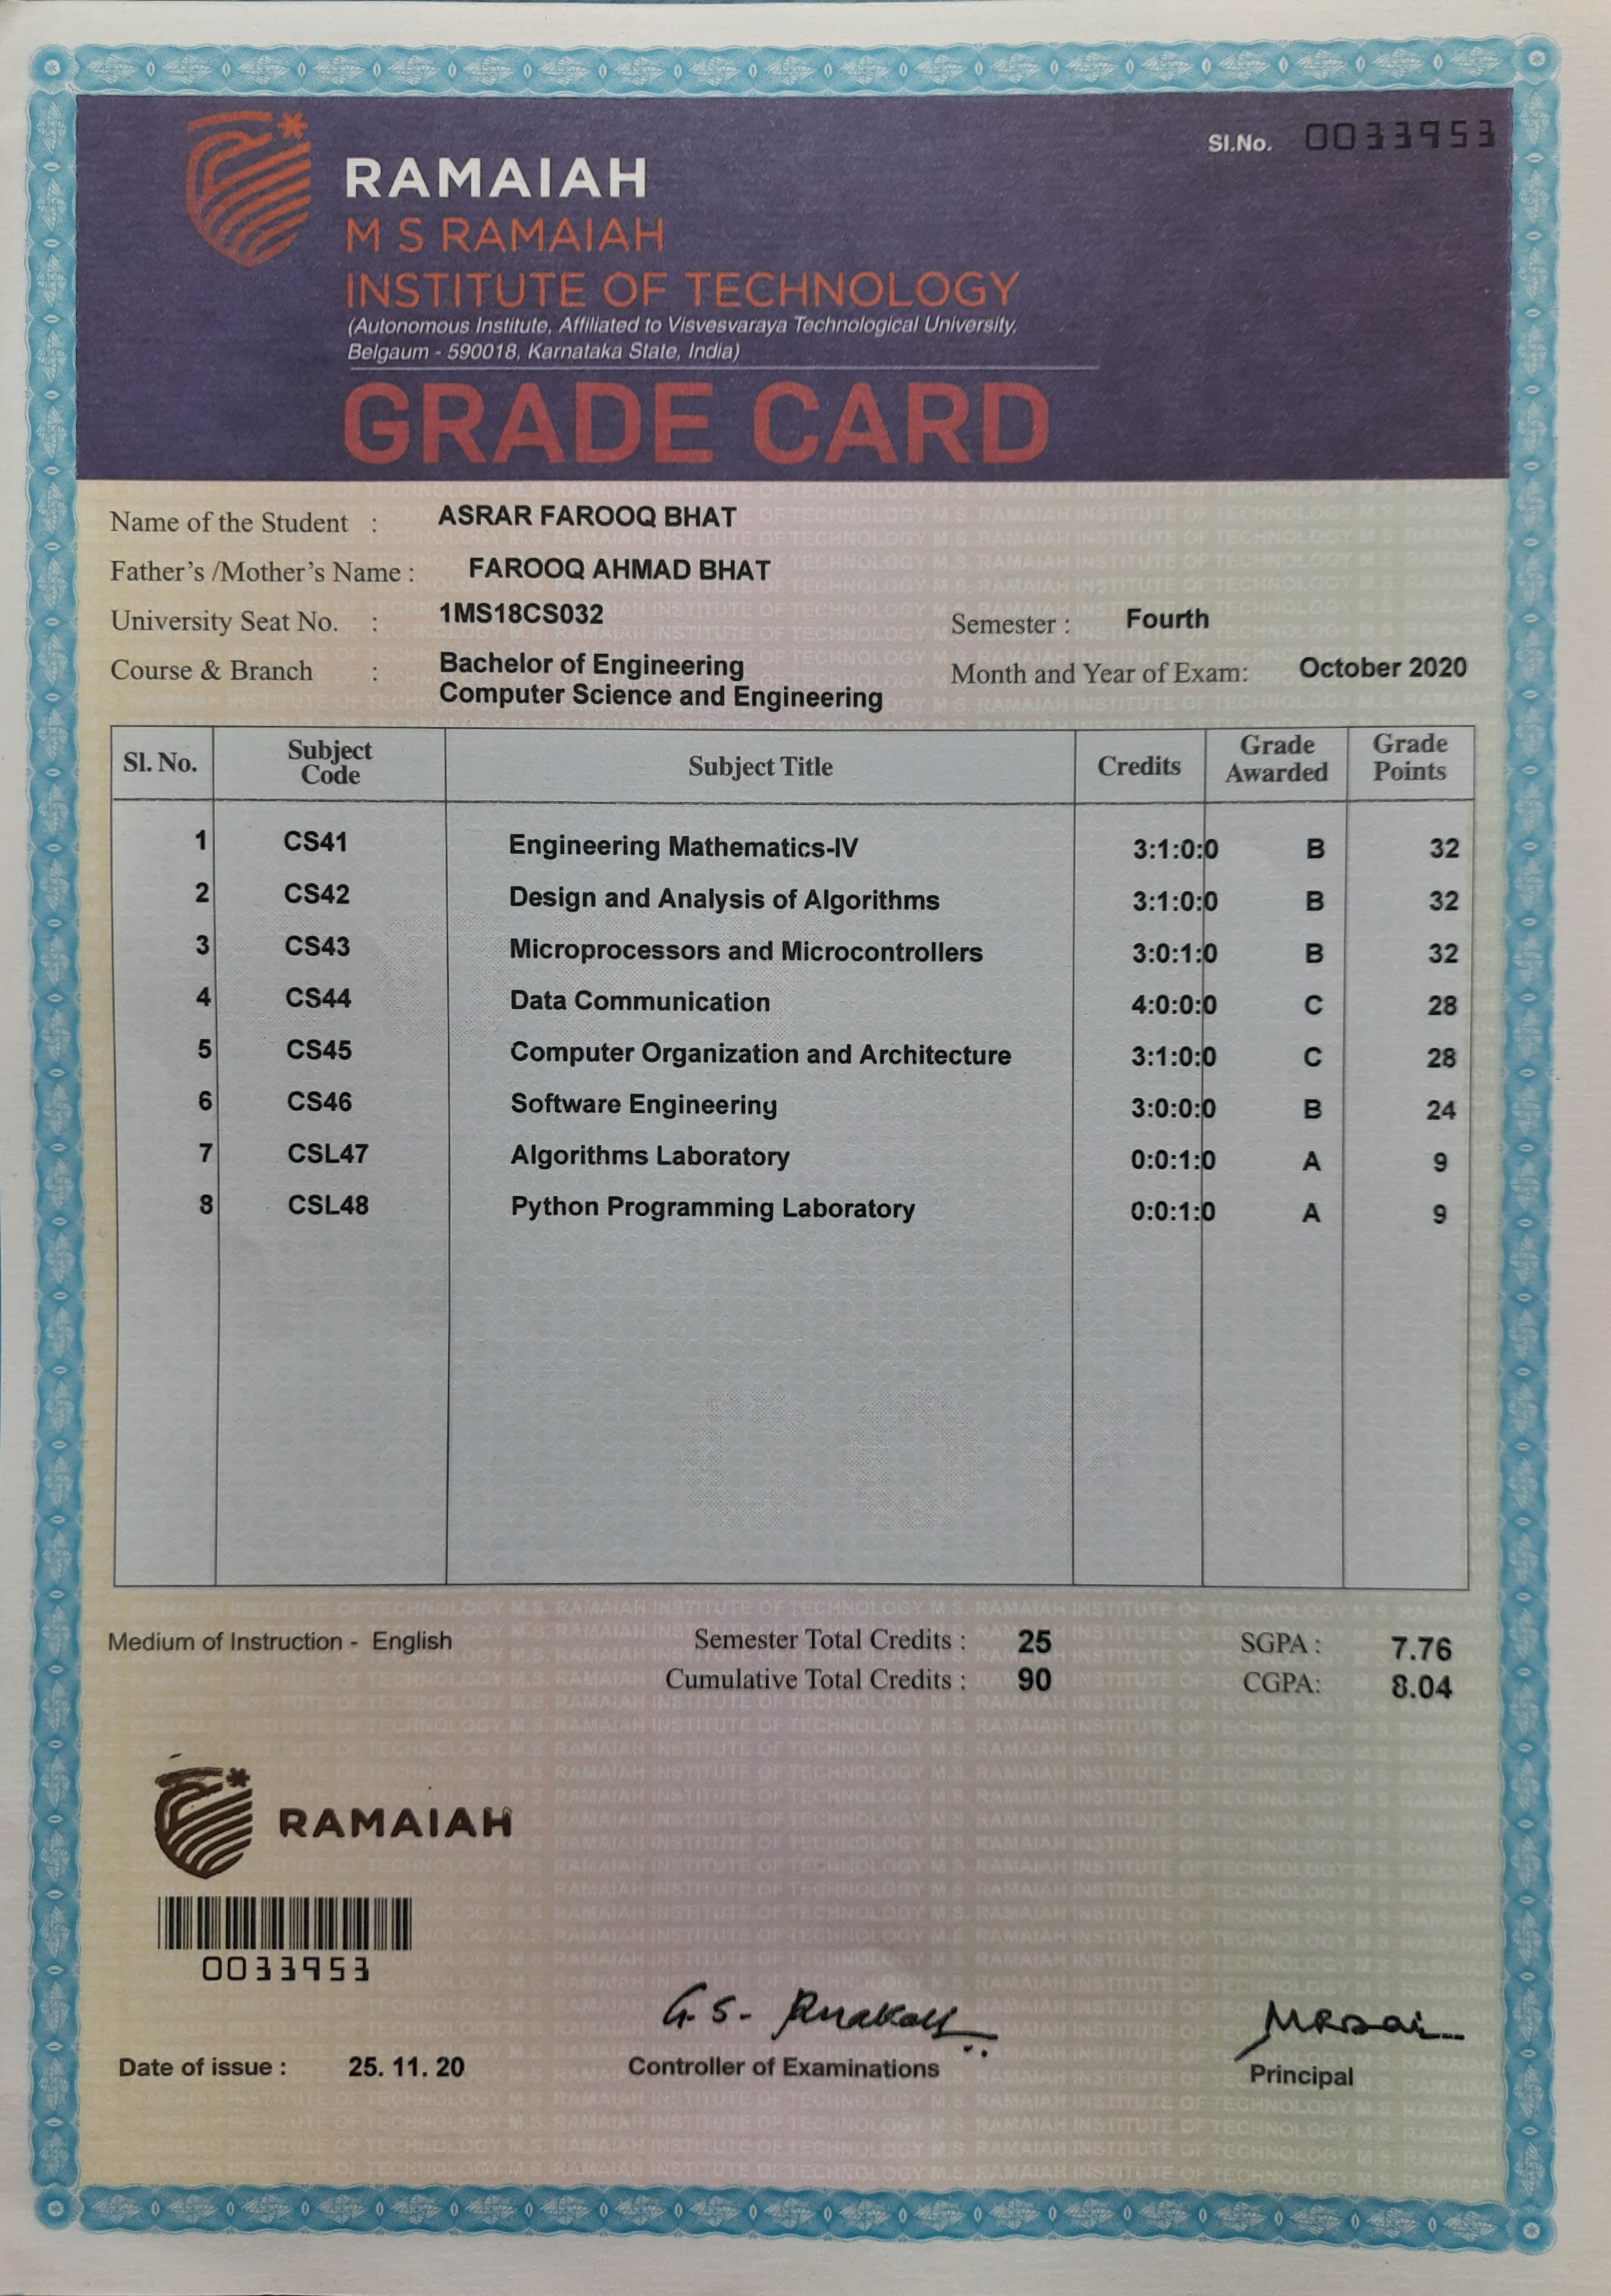 Sl.No. 0033953
RAMAIAH
M S RAMAIAH
INSTITUTE OF TECHNOLOGY
(Autonomous Institute, Affiliated to Visvesvaraya Technological University,
Belgaum - 590018, Karnataka State, India)
GRADE CARD
Name of the Student : ASRAR FAROOQ BHAT
Father's /Mother's Name : FAROOQ AHMAD BHAT
University Seat No. : 1MS18CS032 Semester : Fourth
Course & Branch : Bachelor of Engineering Month and Year of Exam: October 2020
Computer Science and Engineering
Sl. No. Subject Code Subject Title Credits Grade Awarded Grade Points
1 CS41 Engineering Mathematics-IV 3:1:0:0 B 32
2 CS42 Design and Analysis of Algorithms 3:1:0:0 B 32
3 CS43 Microprocessors and Microcontrollers 3:0:1:0 B 32
4 CS44 Data Communication 4:0:0:0 C 28
5 CS45 Computer Organization and Architecture 3:1:0:0 C 28
6 CS46 Software Engineering 3:0:0:0 B 24
7 CSL47 Algorithms Laboratory 0:0:1:0 A 9
8 CSL48 Python Programming Laboratory 0:0:1:0 A 9
Medium of Instruction - English Semester Total Credits : 25 SGPA : 7.76
Cumulative Total Credits : 90 CGPA: 8.04
RAMAIAH
0033953
G.S.
Date of issue : 25. 11. 20 Controller of Examinations Principal